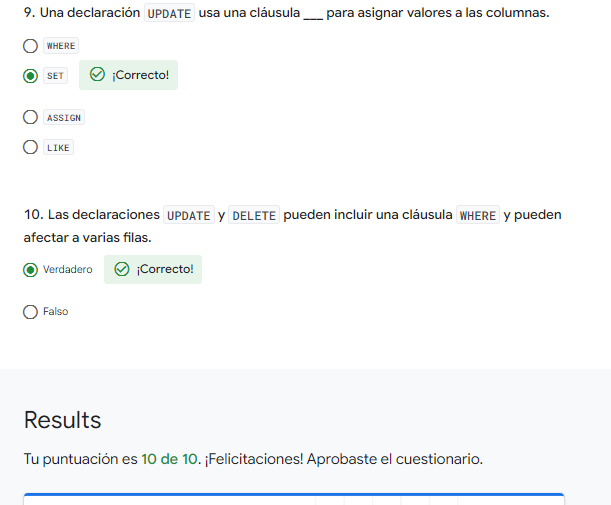 9. Una declaración UPDATE usa una cláusula ___ para asignar valores a las columnas.
WHERE
SET ¡Correcto!
ASSIGN
LIKE
10. Las declaraciones UPDATE y DELETE pueden incluir una cláusula WHERE y pueden
afectar a varias filas.
Verdadero ¡Correcto!
Falso
Results
Tu puntuación es 10 de 10. ¡Felicitaciones! Aprobaste el cuestionario.